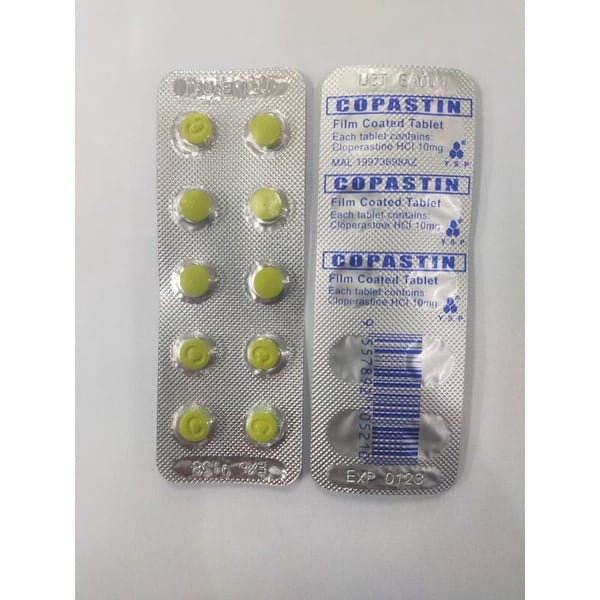 COPASTIN
Film Coated Tablet
Each tablet contains:
Cloperastine HCl 10mg
MAL 19973698AZ
Y.S.P
COPASTIN
Film Coated Tablet
Each tablet contains:
Cloperastine HCl 10mg
Y.S.P
COPASTIN
Film Coated Tablet
Each tablet contains:
Cloperastine HCl 10mg
Y.S.P
EXP 0123